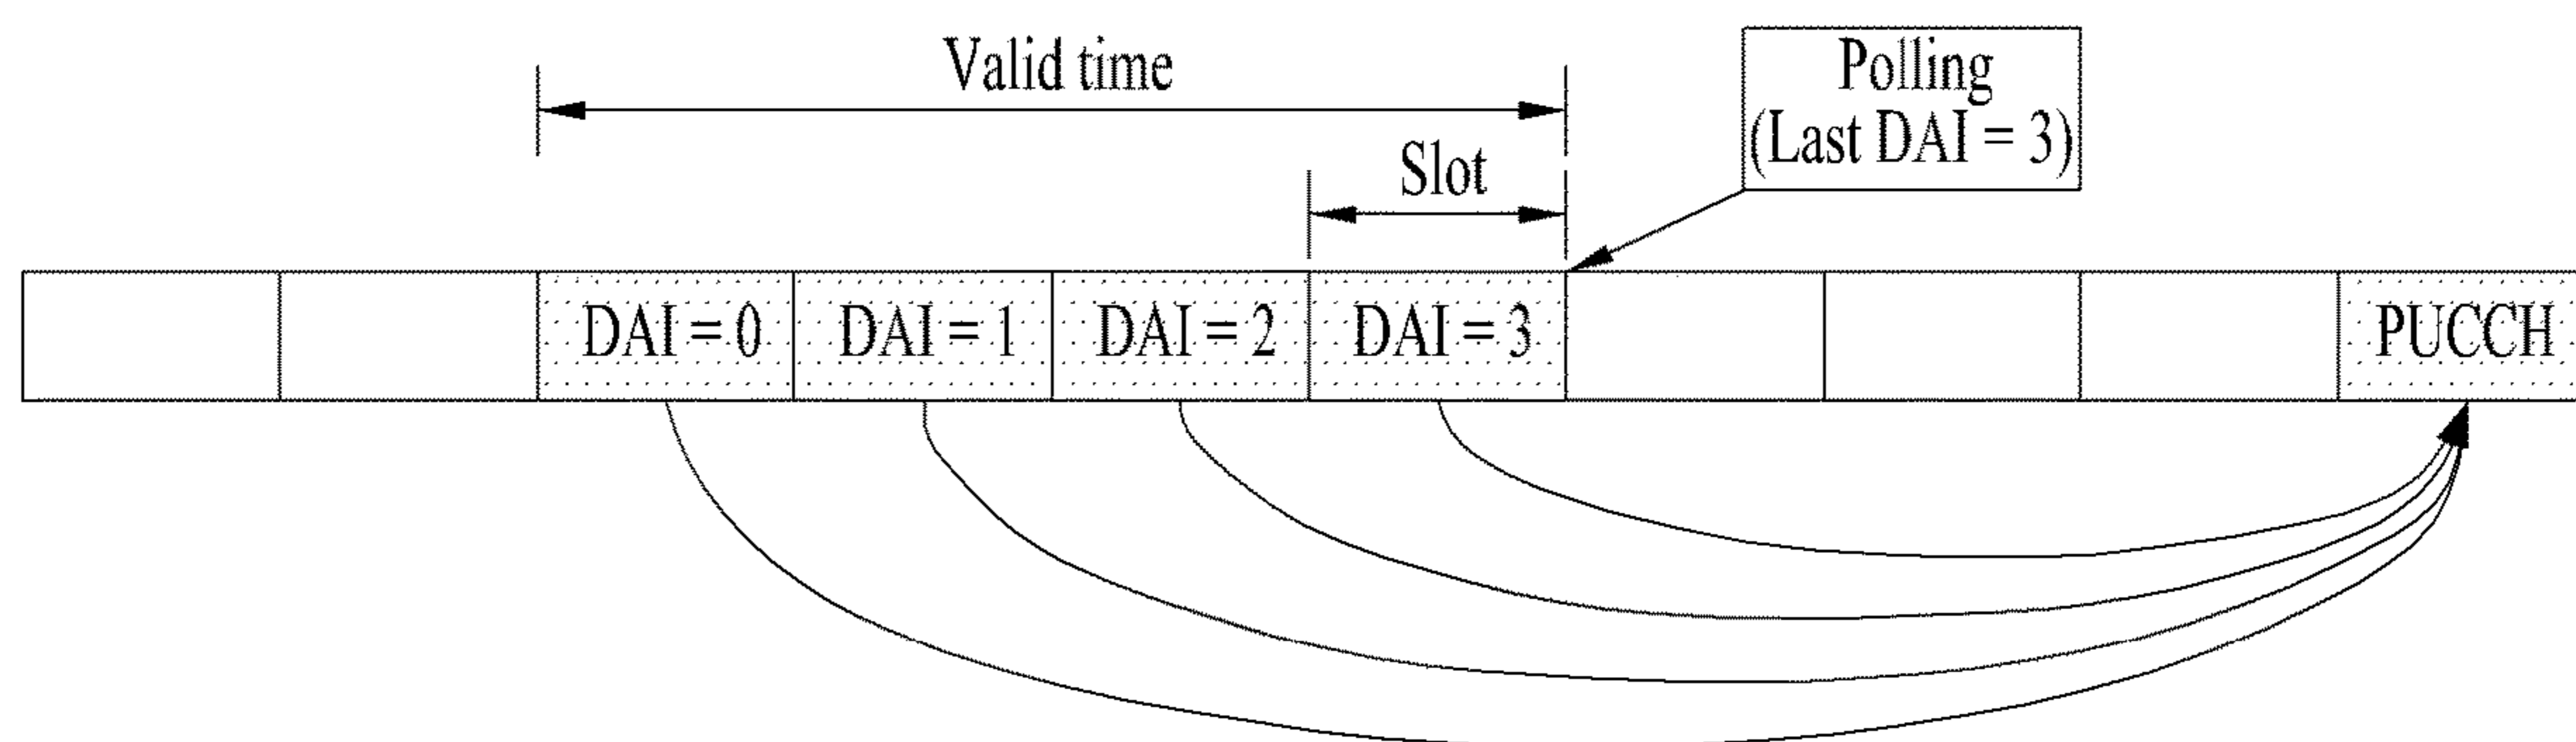 Valid time
Polling
(Last DAI = 3)
Slot
DAI = 0
DAI = 1
DAI = 2
DAI = 3
PUCCH